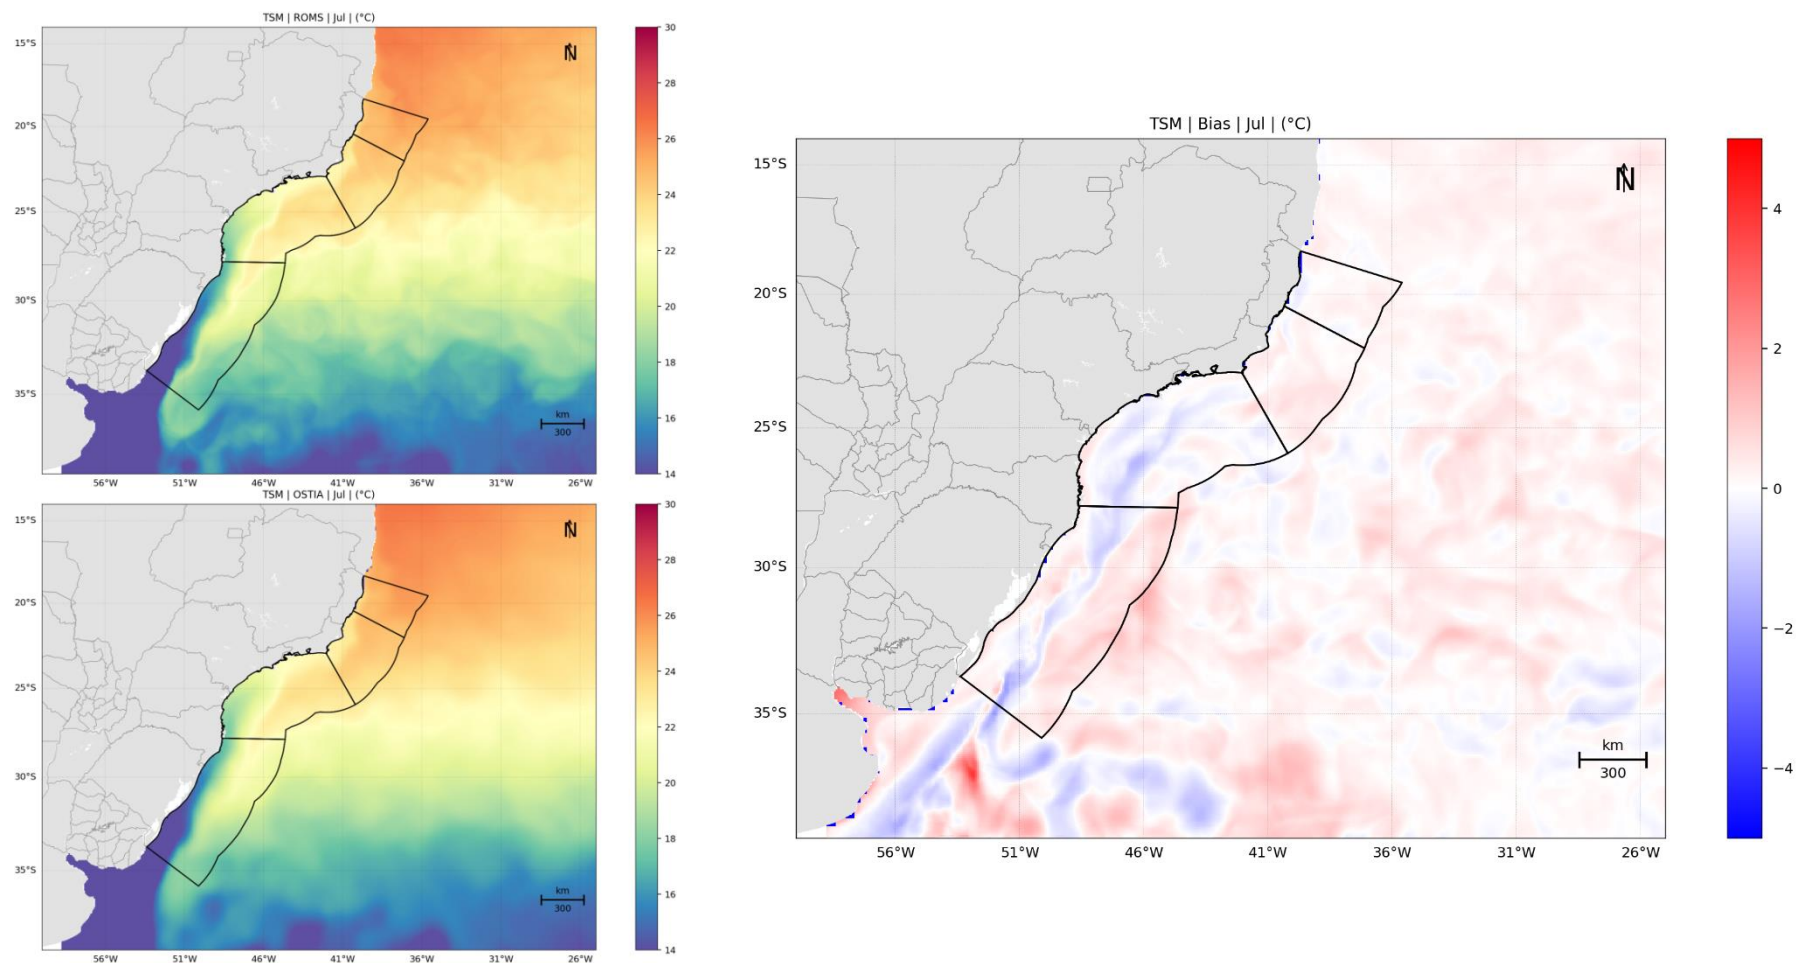 TSM | ROMS | Jul | (°C)
15°S
20°S
25°S
30°S
35°S
56°W 51°W 46°W 41°W 36°W 31°W 26°W
N
km
300
30
28
26
24
22
20
18
16
14
TSM | OSTIA | Jul | (°C)
15°S
20°S
25°S
30°S
35°S
56°W 51°W 46°W 41°W 36°W 31°W 26°W
N
km
300
30
28
26
24
22
20
18
16
14
TSM | Bias | Jul | (°C)
15°S
20°S
25°S
30°S
35°S
56°W 51°W 46°W 41°W 36°W 31°W 26°W
N
km
300
4
2
0
−2
−4